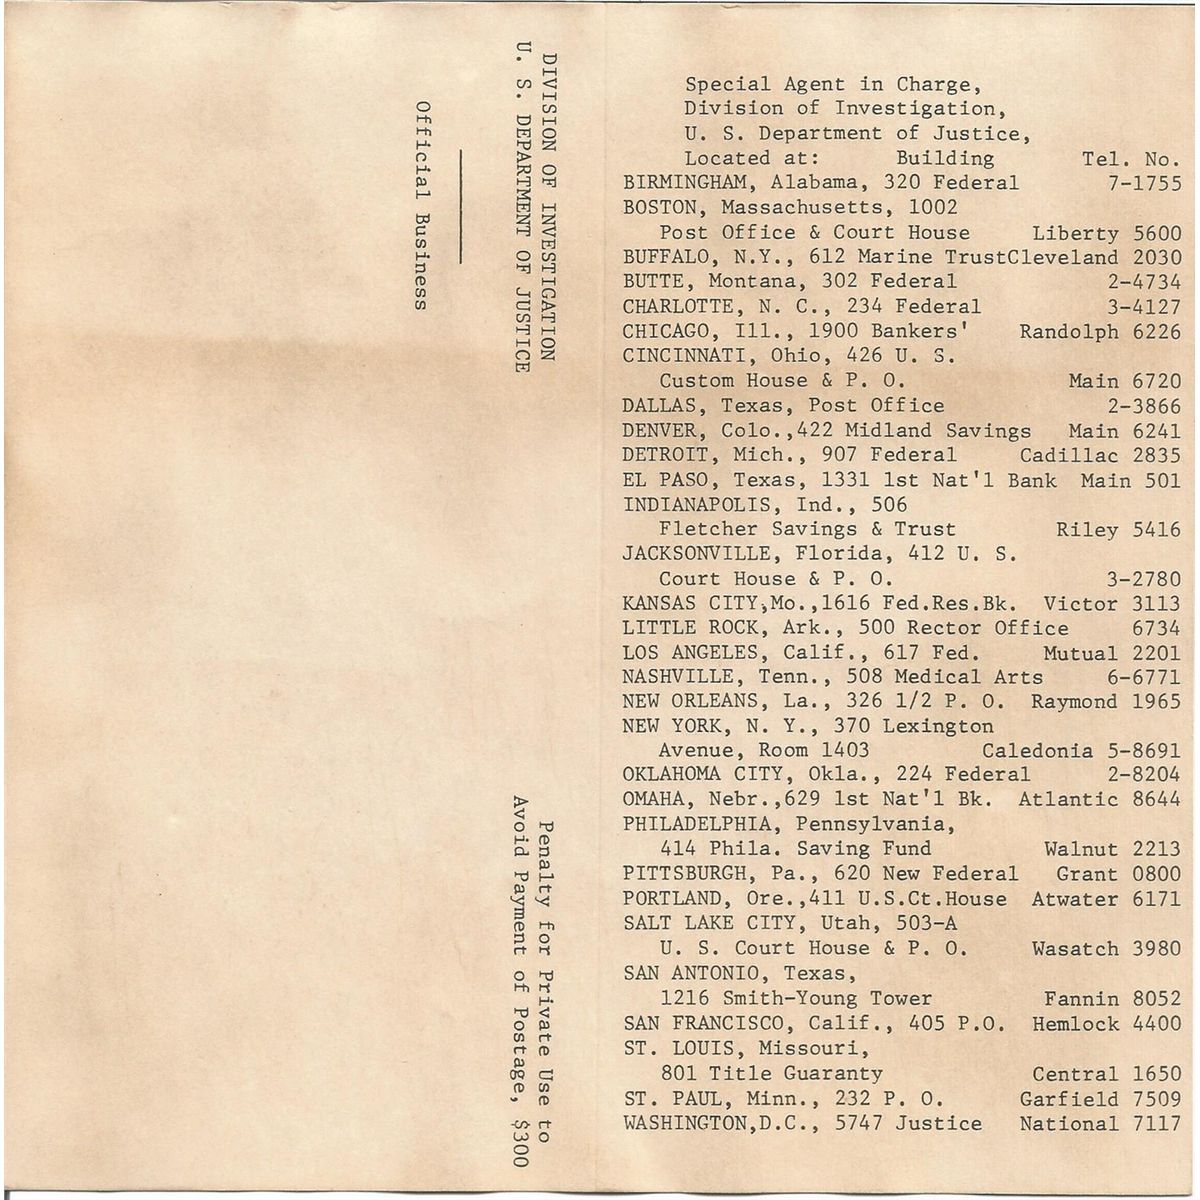 DIVISION OF INVESTIGATION
U. S. DEPARTMENT OF JUSTICE
Official Business
Penalty for Private Use to
Avoid Payment of Postage, $300
Special Agent in Charge,
Division of Investigation,
U. S. Department of Justice,
Located at: Building Tel. No.
BIRMINGHAM, Alabama, 320 Federal 7-1755
BOSTON, Massachusetts, 1002
Post Office & Court House Liberty 5600
BUFFALO, N.Y., 612 Marine TrustCleveland 2030
BUTTE, Montana, 302 Federal 2-4734
CHARLOTTE, N. C., 234 Federal 3-4127
CHICAGO, Ill., 1900 Bankers' Randolph 6226
CINCINNATI, Ohio, 426 U. S.
Custom House & P. O. Main 6720
DALLAS, Texas, Post Office 2-3866
DENVER, Colo.,422 Midland Savings Main 6241
DETROIT, Mich., 907 Federal Cadillac 2835
EL PASO, Texas, 1331 1st Nat'l Bank Main 501
INDIANAPOLIS, Ind., 506
Fletcher Savings & Trust Riley 5416
JACKSONVILLE, Florida, 412 U. S.
Court House & P. O. 3-2780
KANSAS CITY,Mo.,1616 Fed.Res.Bk. Victor 3113
LITTLE ROCK, Ark., 500 Rector Office 6734
LOS ANGELES, Calif., 617 Fed. Mutual 2201
NASHVILLE, Tenn., 508 Medical Arts 6-6771
NEW ORLEANS, La., 326 1/2 P. O. Raymond 1965
NEW YORK, N. Y., 370 Lexington
Avenue, Room 1403 Caledonia 5-8691
OKLAHOMA CITY, Okla., 224 Federal 2-8204
OMAHA, Nebr.,629 1st Nat'l Bk. Atlantic 8644
PHILADELPHIA, Pennsylvania,
414 Phila. Saving Fund Walnut 2213
PITTSBURGH, Pa., 620 New Federal Grant 0800
PORTLAND, Ore.,411 U.S.Ct.House Atwater 6171
SALT LAKE CITY, Utah, 503-A
U. S. Court House & P. O. Wasatch 3980
SAN ANTONIO, Texas,
1216 Smith-Young Tower Fannin 8052
SAN FRANCISCO, Calif., 405 P.O. Hemlock 4400
ST. LOUIS, Missouri,
801 Title Guaranty Central 1650
ST. PAUL, Minn., 232 P. O. Garfield 7509
WASHINGTON,D.C., 5747 Justice National 7117